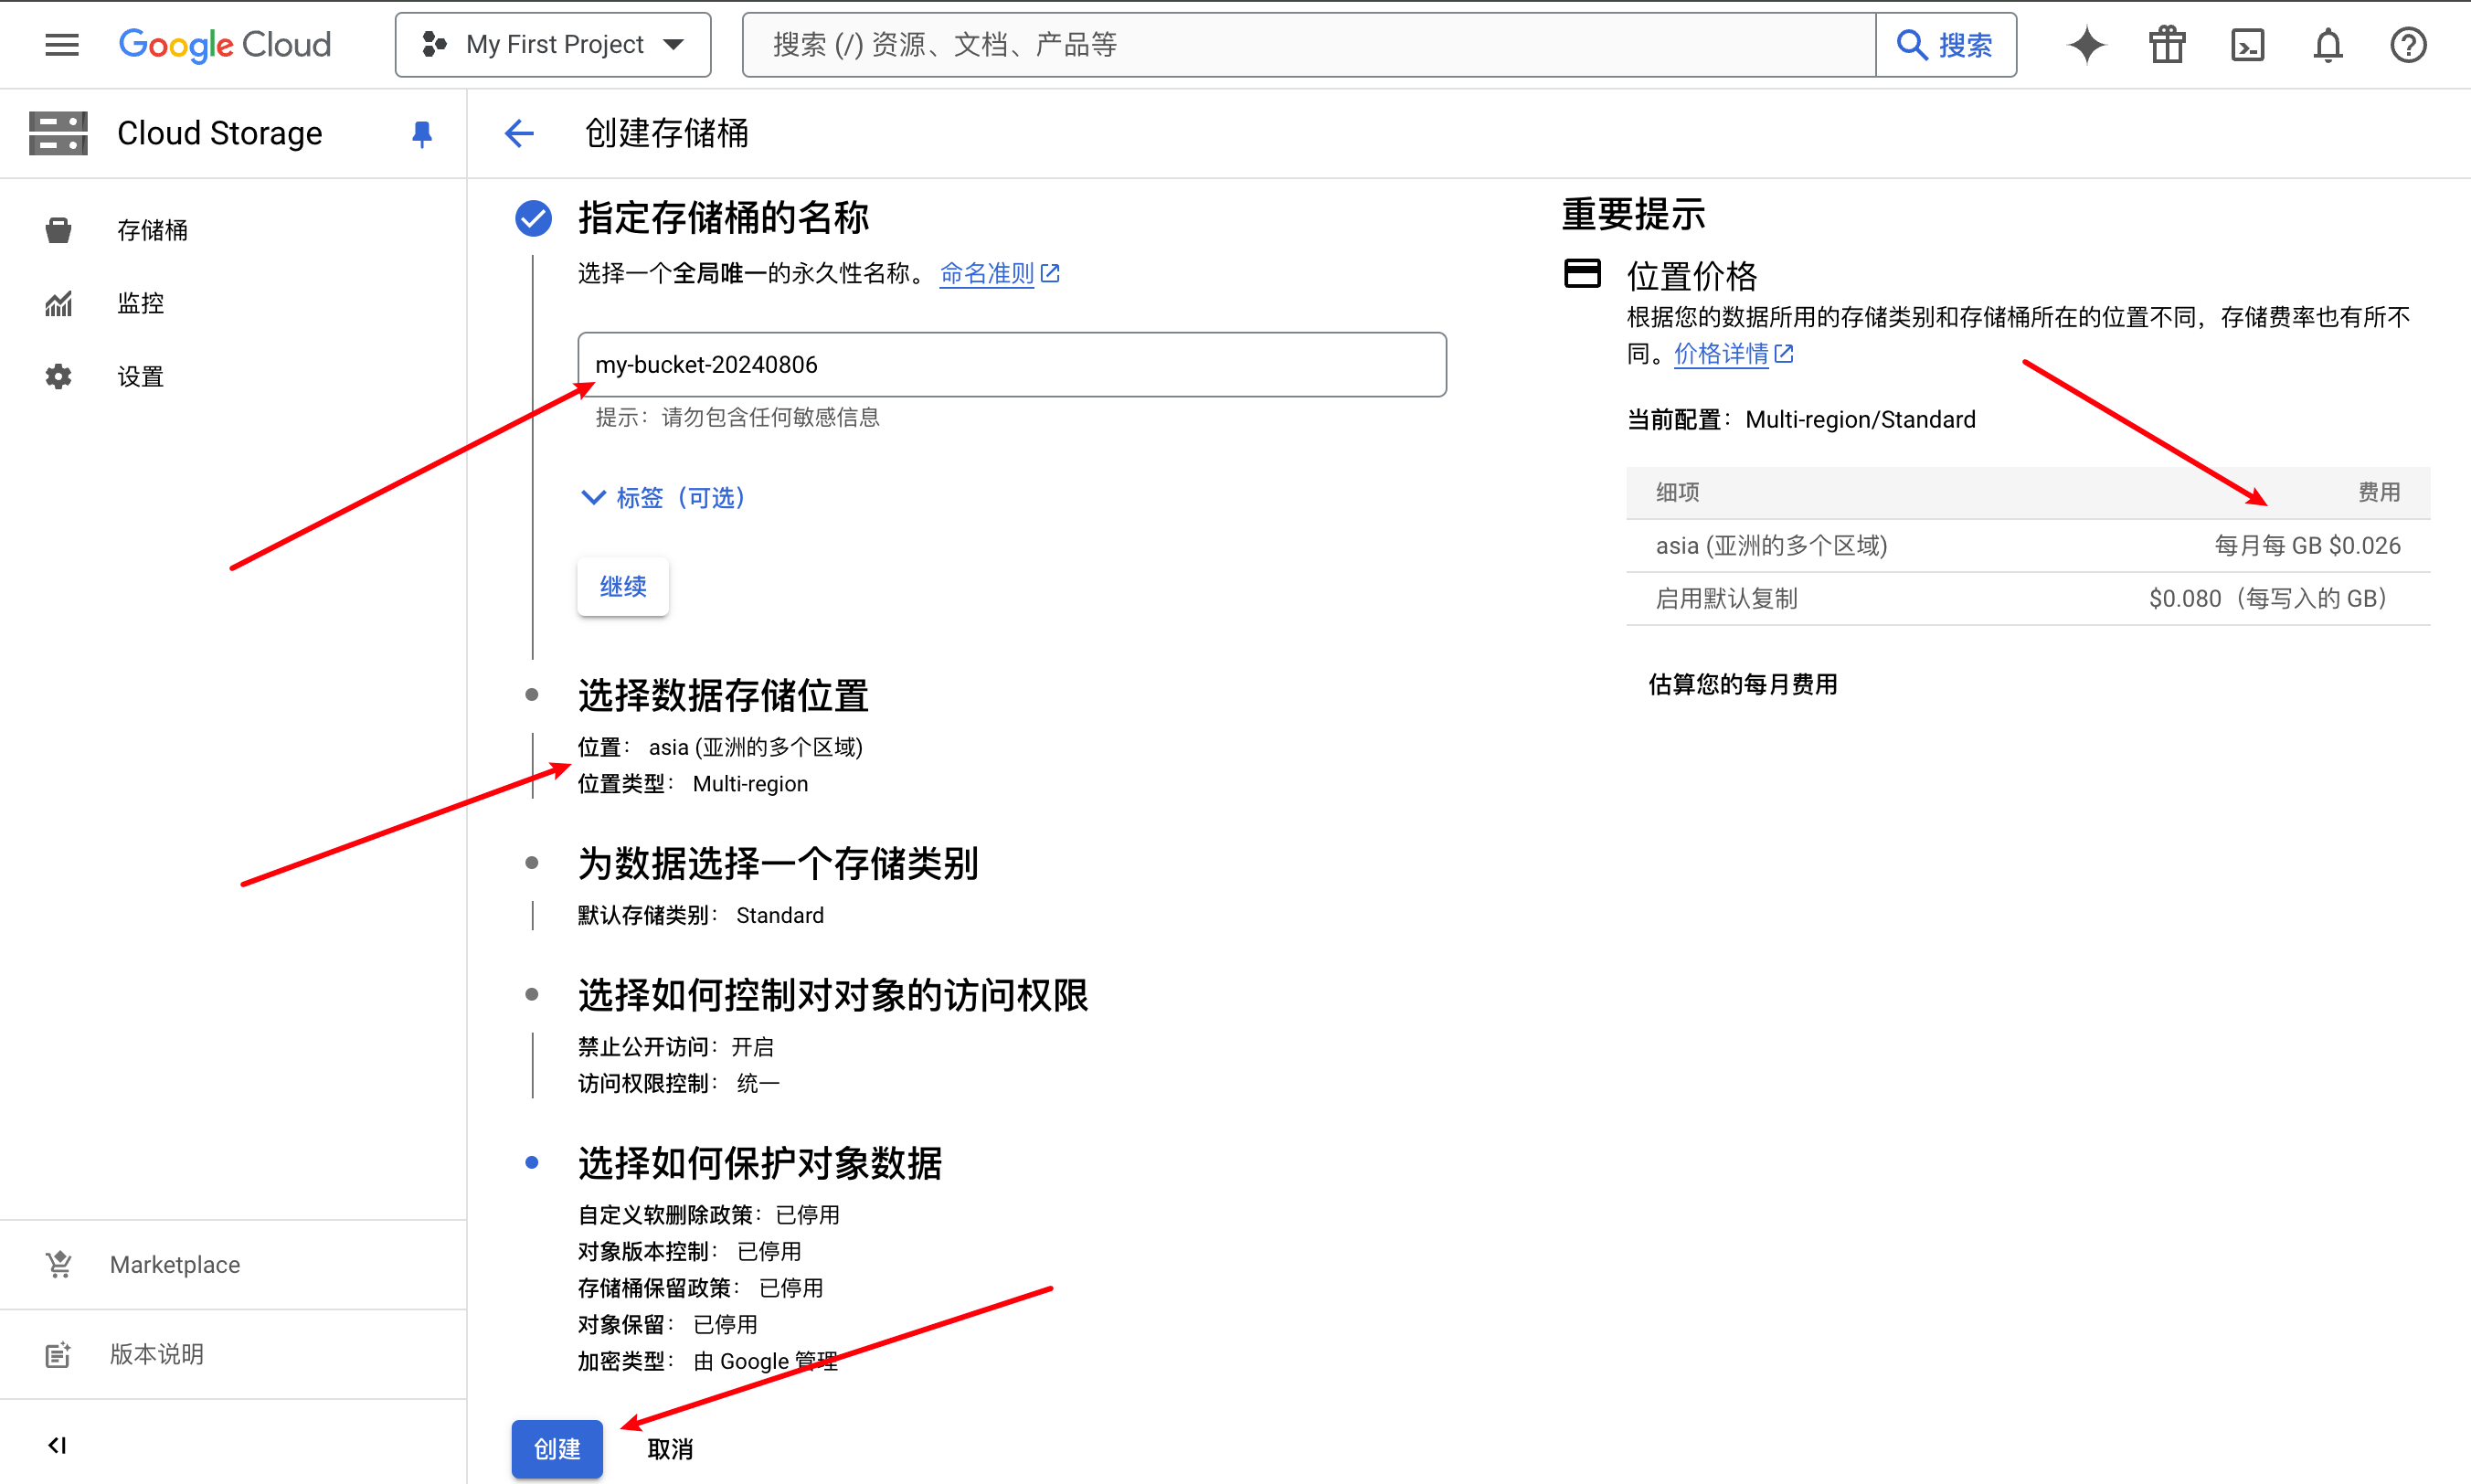 Google Cloud
My First Project
搜索 (/) 资源、文档、产品等
搜索
Cloud Storage
创建存储桶
存储桶
监控
设置
Marketplace
版本说明
指定存储桶的名称
选择一个全局唯一的永久性名称。 命名准则
my-bucket-20240806
提示：请勿包含任何敏感信息
标签（可选）
继续
选择数据存储位置
位置： asia (亚洲的多个区域)
位置类型： Multi-region
为数据选择一个存储类别
默认存储类别： Standard
选择如何控制对对象的访问权限
禁止公开访问：开启
访问权限控制： 统一
选择如何保护对象数据
自定义软删除政策：已停用
对象版本控制： 已停用
存储桶保留政策： 已停用
对象保留： 已停用
加密类型： 由 Google 管理
创建
取消
重要提示
位置价格
根据您的数据所用的存储类别和存储桶所在的位置不同，存储费率也有所不
同。价格详情
当前配置：Multi-region/Standard
细项 费用
asia (亚洲的多个区域) 每月每 GB $0.026
启用默认复制 $0.080（每写入的 GB）
估算您的每月费用